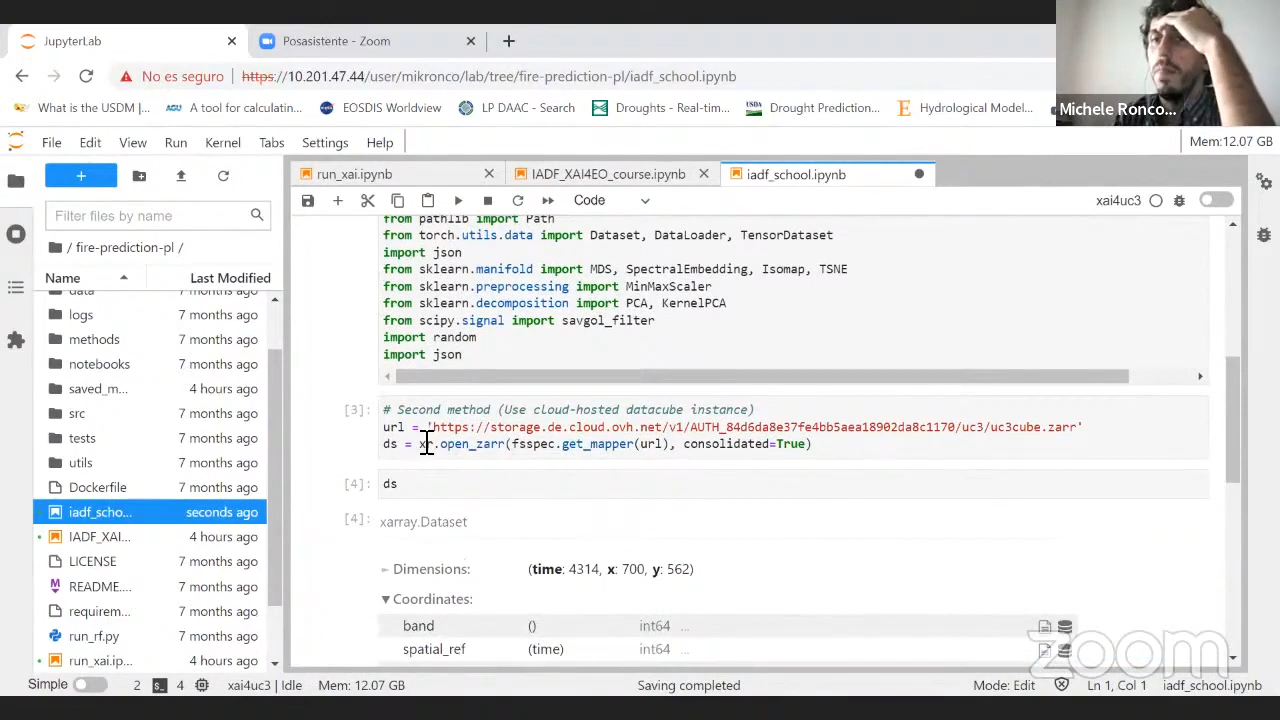 JupyterLab
Posasistente - Zoom
No es seguro
https://10.201.47.44/user/mikronco/lab/tree/fire-prediction-pl/iadf_school.ipynb
What is the USDM |...
A tool for calculatin...
EOSDIS Worldview
LP DAAC - Search
Droughts - Real-tim...
Drought Prediction...
Hydrological Model...
Michele Ronco...
File Edit View Run Kernel Tabs Settings Help
Mem:12.07 GB
run_xai.ipynb
IADF_XAI4EO_course.ipynb
iadf_school.ipynb
Code
xai4uc3
Filter files by name
/ fire-prediction-pl /
Name Last Modified
data 7 months ago
logs 7 months ago
methods 7 months ago
notebooks 7 months ago
saved_m... 4 hours ago
src 7 months ago
tests 7 months ago
utils 7 months ago
Dockerfile 7 months ago
iadf_scho... seconds ago
IADF_XAI... 4 hours ago
LICENSE 7 months ago
README.... 7 months ago
requirem... 7 months ago
run_rf.py 7 months ago
run_xai.ip... 4 hours ago
from pathlib import Path
from torch.utils.data import Dataset, DataLoader, TensorDataset
import json
from sklearn.manifold import MDS, SpectralEmbedding, Isomap, TSNE
from sklearn.preprocessing import MinMaxScaler
from sklearn.decomposition import PCA, KernelPCA
from scipy.signal import savgol_filter
import random
import json
[3]: # Second method (Use cloud-hosted datacube instance)
url = 'https://storage.de.cloud.ovh.net/v1/AUTH_84d6da8e37fe4bb5aea18902da8c1170/uc3/uc3cube.zarr'
ds = xr.open_zarr(fsspec.get_mapper(url), consolidated=True)
[4]: ds
[4]: xarray.Dataset
Dimensions: (time: 4314, x: 700, y: 562)
Coordinates:
band () int64 ...
spatial_ref (time) int64 ...
zoom
Simple 2 4 xai4uc3 | Idle Mem: 12.07 GB Saving completed Mode: Edit Ln 1, Col 1 iadf_school.ipynb